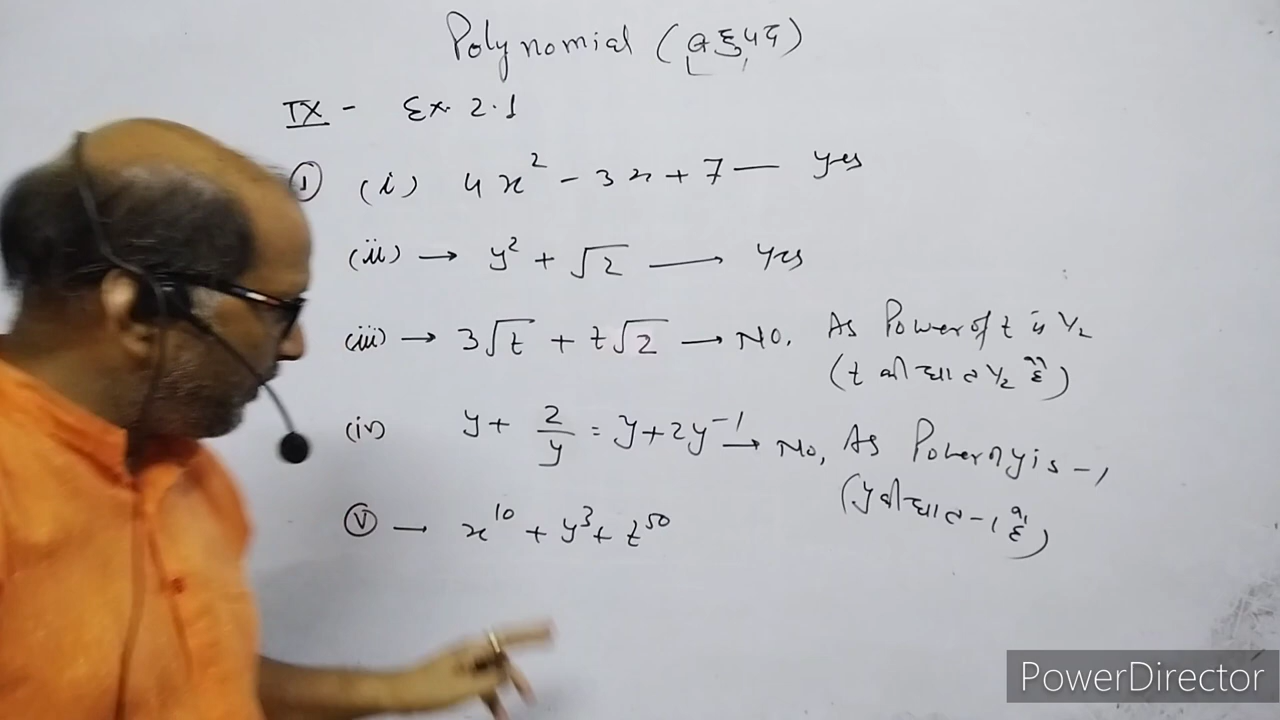 Polynomial (बहुपद)
IX - Ex. 2.1
① (i) 4x² - 3x + 7 — yes
(ii) → y² + √2 → yes
(iii) → 3√t + t√2 → No, As Power of t is 1/2
(t की घात 1/2 है)
(iv) y + 2/y = y + 2y⁻¹ → No, As Power of y is -1
(y की घात -1 है)
Ⓥ → x¹⁰ + y³ + t⁵⁰
PowerDirector